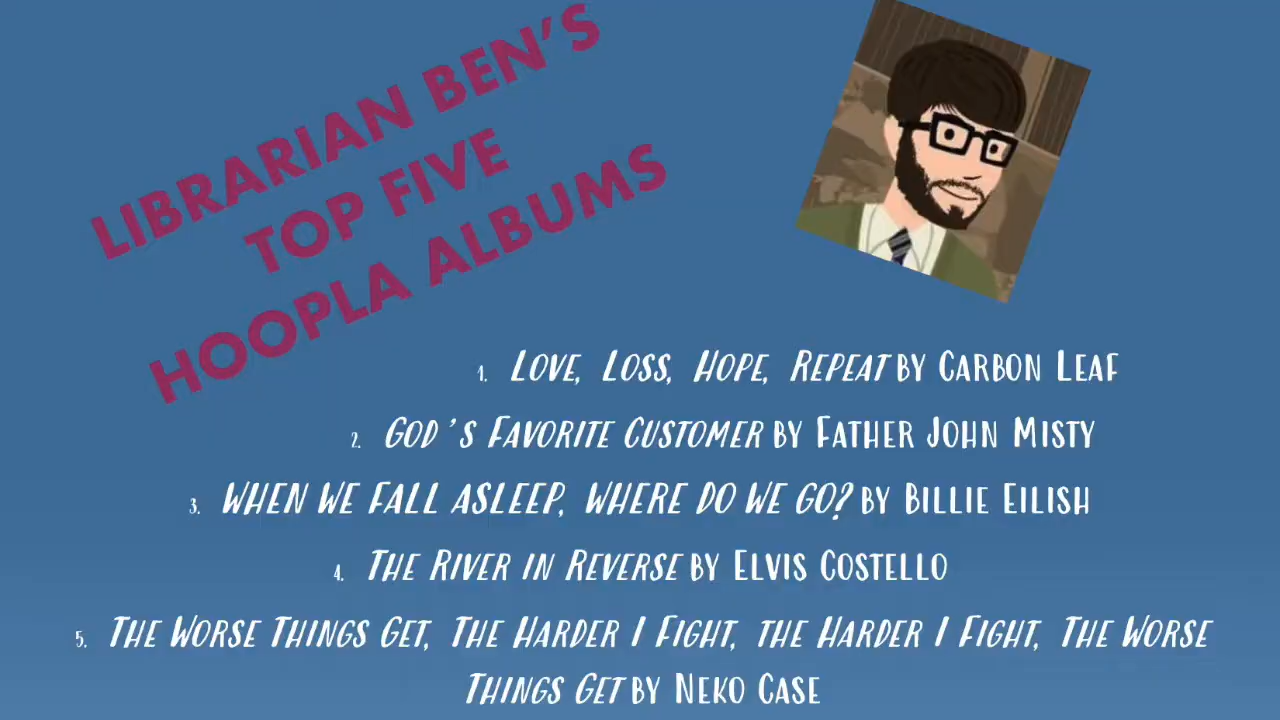 LIBRARIAN BEN'S
TOP FIVE
HOOPLA ALBUMS
1. LOVE, LOSS, HOPE, REPEAT BY CARBON LEAF
2. GOD'S FAVORITE CUSTOMER BY FATHER JOHN MISTY
3. WHEN WE FALL ASLEEP, WHERE DO WE GO? BY BILLIE EILISH
4. THE RIVER IN REVERSE BY ELVIS COSTELLO
5. THE WORSE THINGS GET, THE HARDER I FIGHT, THE HARDER I FIGHT, THE WORSE
THINGS GET BY NEKO CASE